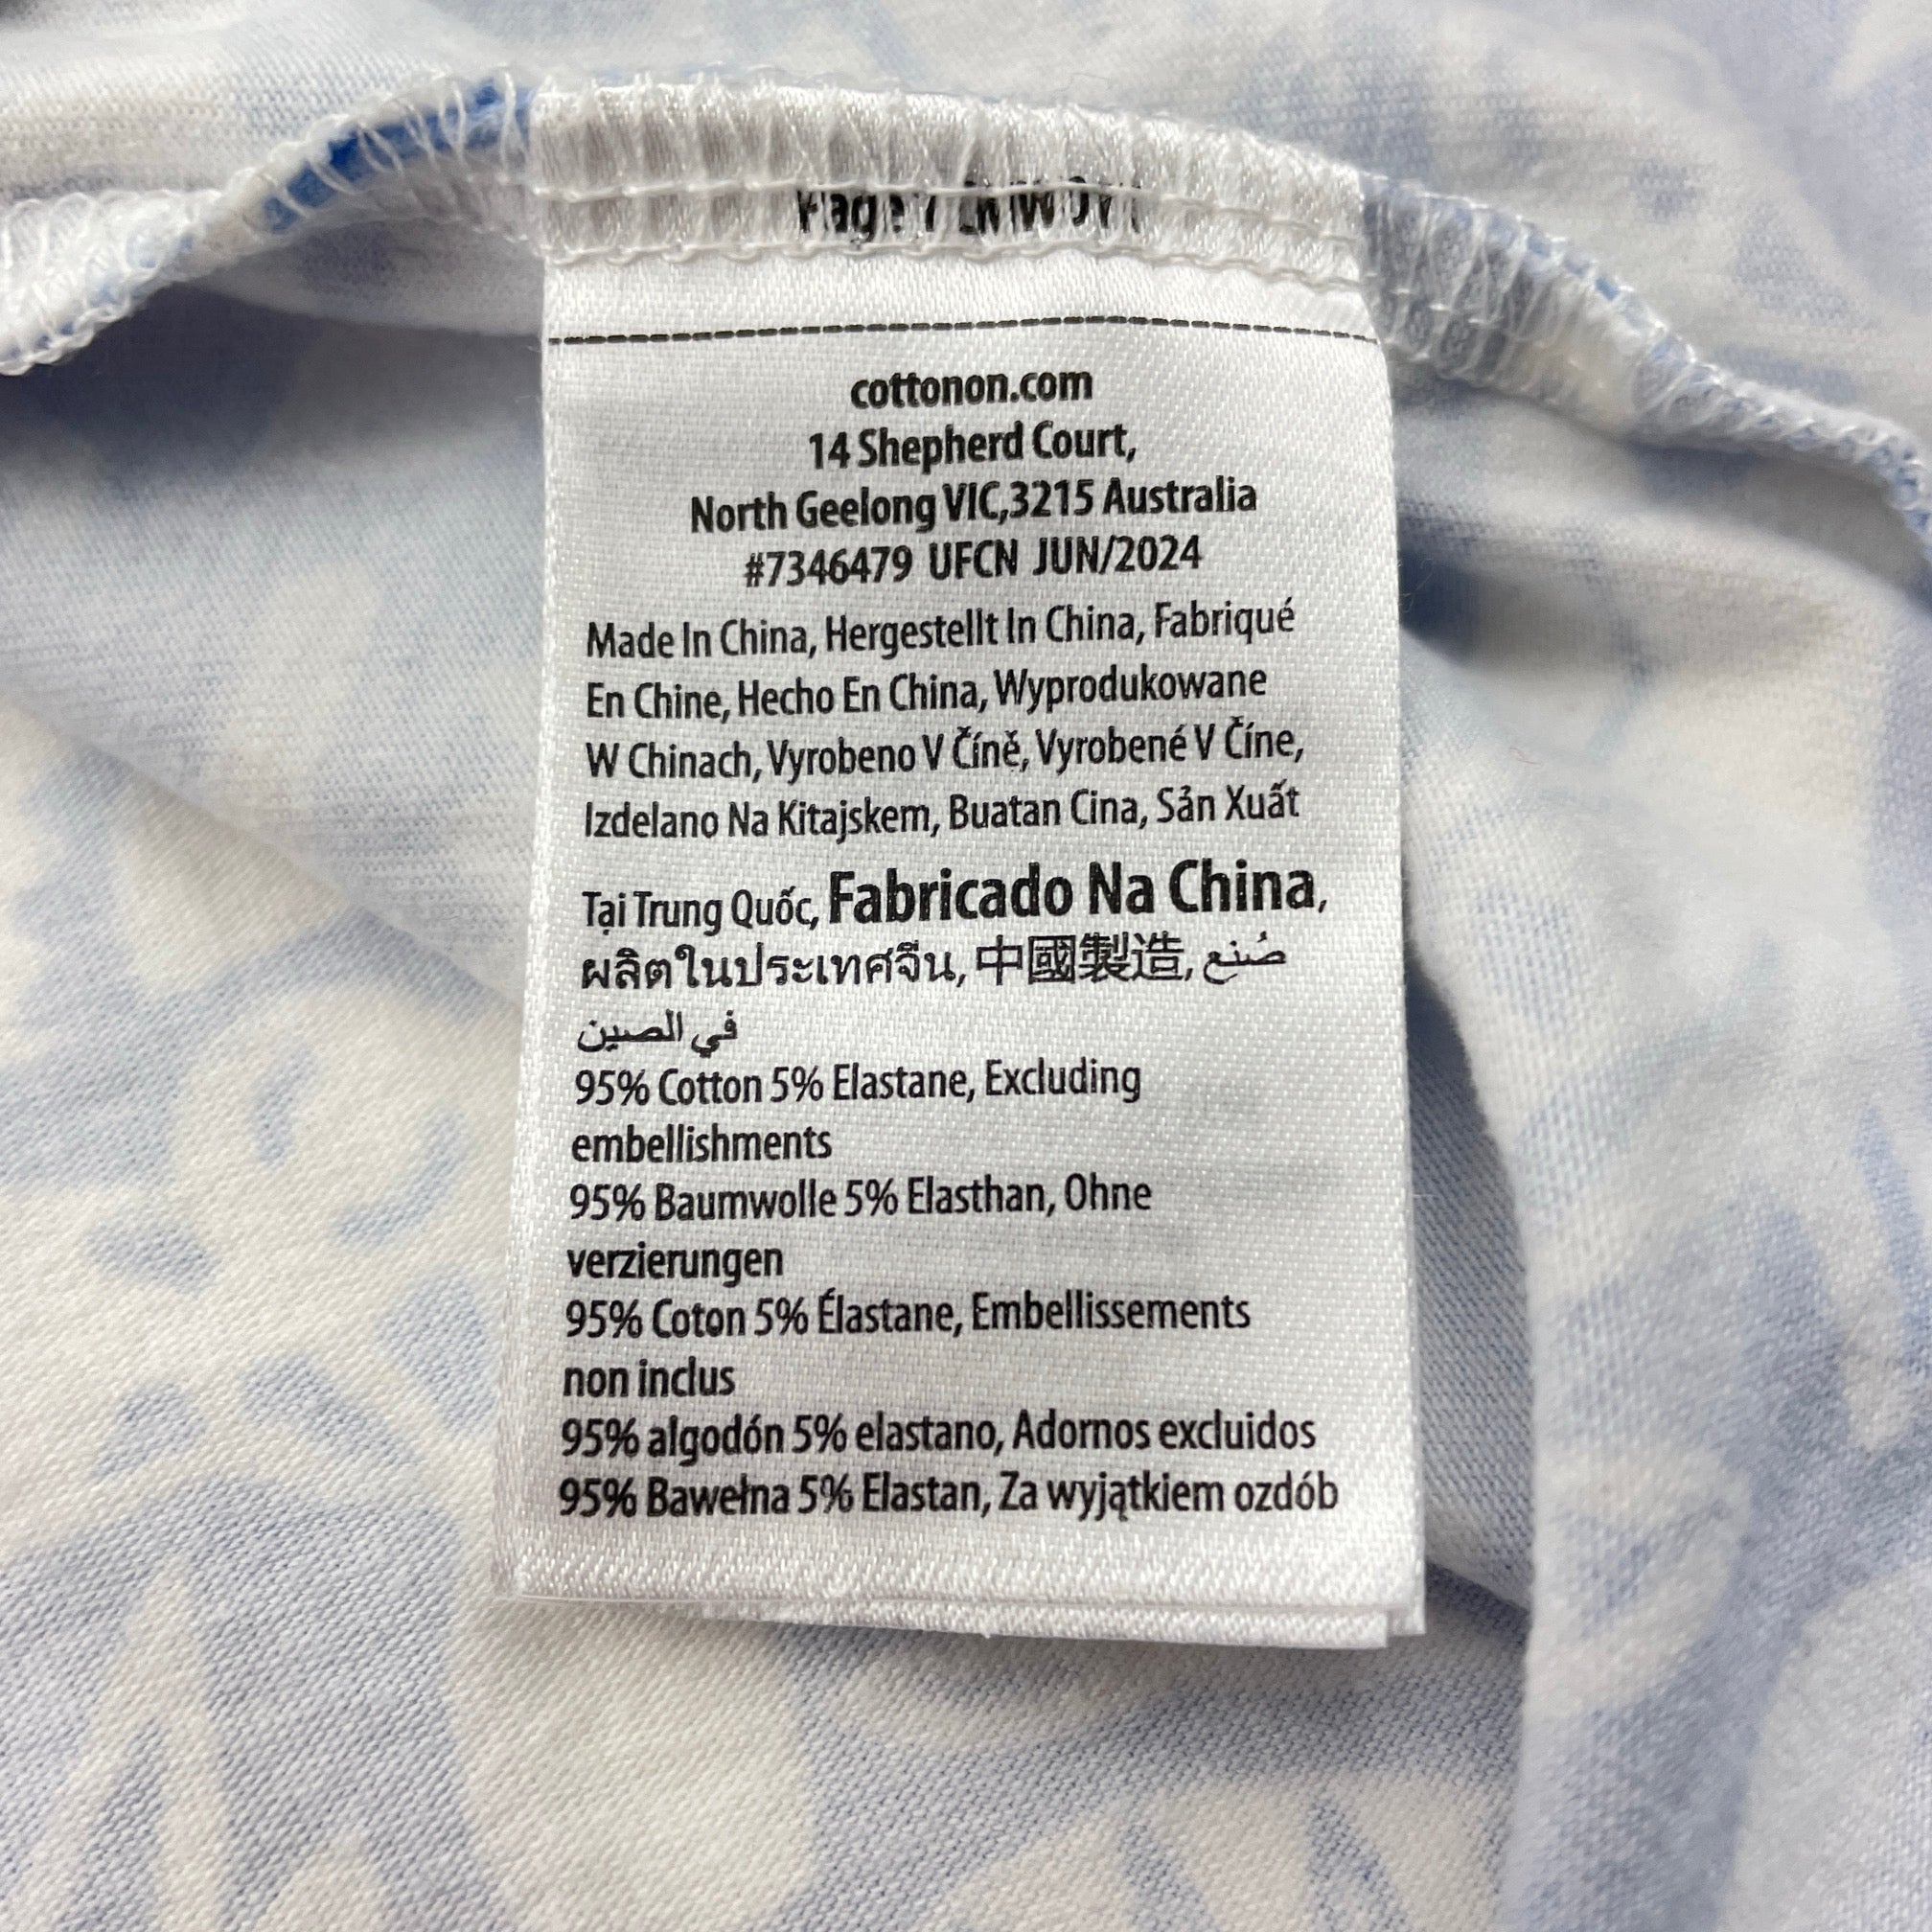 cottonon.com
14 Shepherd Court,
North Geelong VIC,3215 Australia
#7346479 UFCN JUN/2024
Made In China, Hergestellt In China, Fabriqué
En Chine, Hecho En China, Wyprodukowane
W Chinach, Vyrobeno V Číně, Vyrobené V Číne,
Izdelano Na Kitajskem, Buatan Cina, Sản Xuất
Tại Trung Quốc, Fabricado Na China,
ผลิตในประเทศจีน, 中國製造, صُنع
في الصين
95% Cotton 5% Elastane, Excluding
embellishments
95% Baumwolle 5% Elasthan, Ohne
verzierungen
95% Coton 5% Élastane, Embellissements
non inclus
95% algodón 5% elastano, Adornos excluidos
95% Bawełna 5% Elastan, Za wyjątkiem ozdób